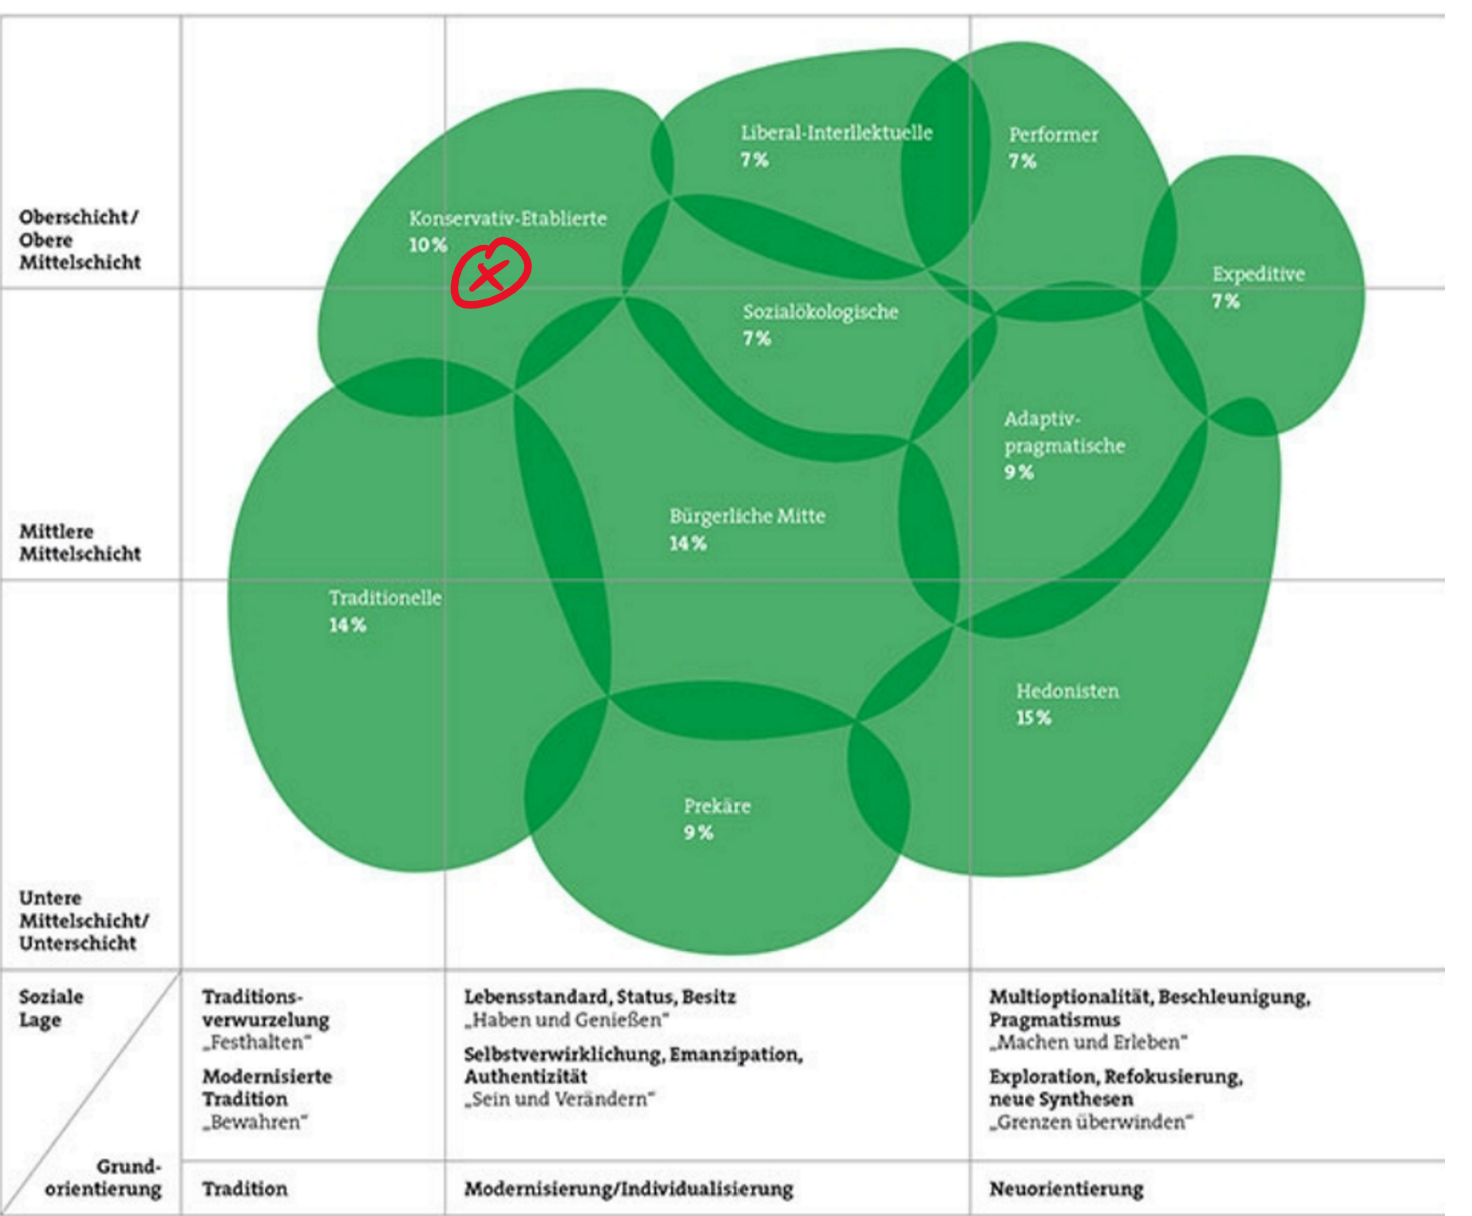 Liberal-Interllektuelle
7%
Performer
7%
Konservativ-Etablierte
10%
Oberschicht/
Obere
Mittelschicht
Expeditive
7%
Sozialökologische
7%
Adaptiv-
pragmatische
9%
Bürgerliche Mitte
14%
Mittlere
Mittelschicht
Traditionelle
14%
Hedonisten
15%
Prekäre
9%
Untere
Mittelschicht/
Unterschicht
Soziale
Lage
Grund-
orientierung
Traditions-
verwurzelung
„Festhalten“
Modernisierte
Tradition
„Bewahren“
Lebensstandard, Status, Besitz
„Haben und Genießen“
Selbstverwirklichung, Emanzipation,
Authentizität
„Sein und Verändern“
Multioptionalität, Beschleunigung,
Pragmatismus
„Machen und Erleben“
Exploration, Refokusierung,
neue Synthesen
„Grenzen überwinden“
Tradition
Modernisierung/Individualisierung
Neuorientierung